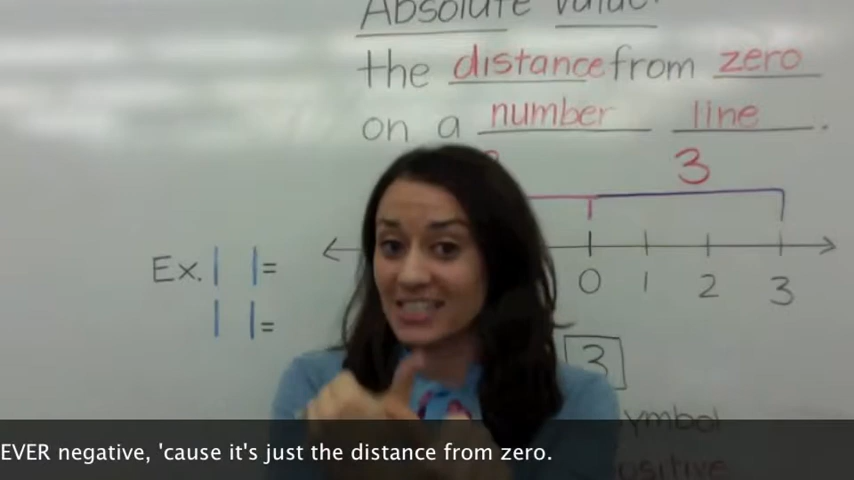 Absolute Value:
the distance from zero
on a number line.
3
Ex. | | =
| | =
0 1 2 3
3
ymbol
ositive
EVER negative, 'cause it's just the distance from zero.